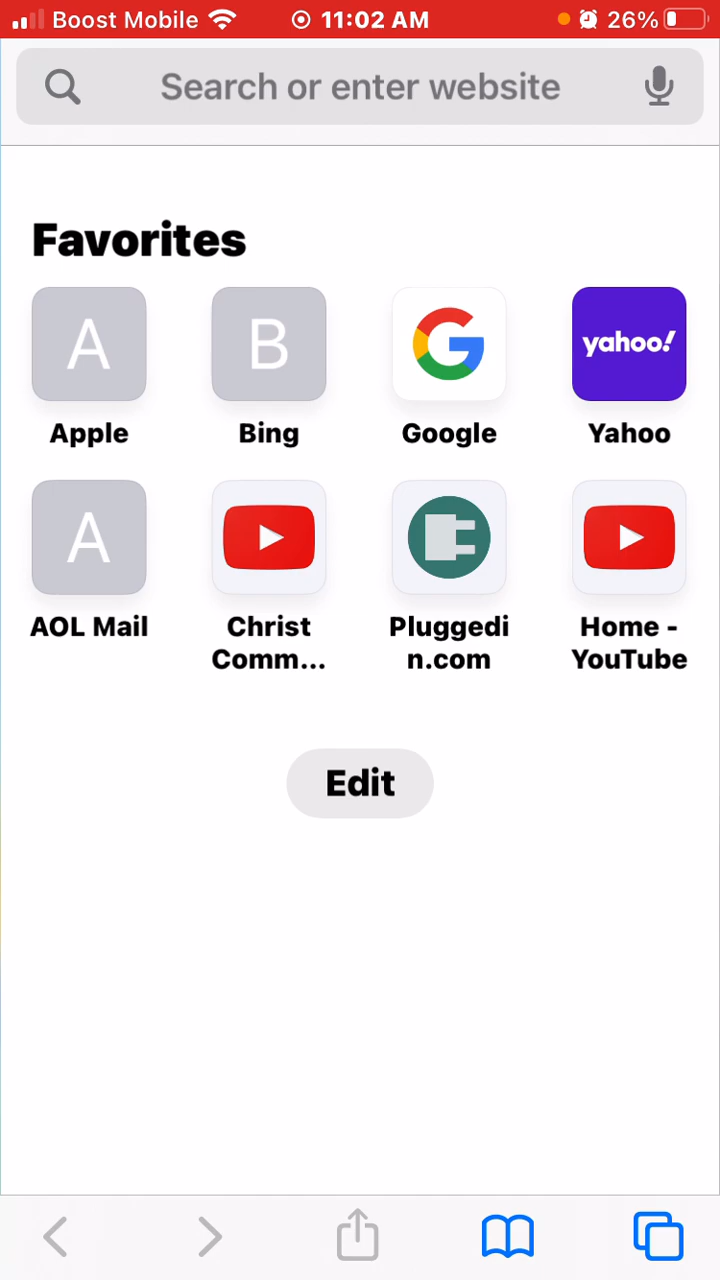 Boost Mobile 11:02 AM 26%
Search or enter website
Favorites
A B G yahoo!
Apple Bing Google Yahoo
A
AOL Mail Christ Pluggedi Home -
Comm... n.com YouTube
Edit